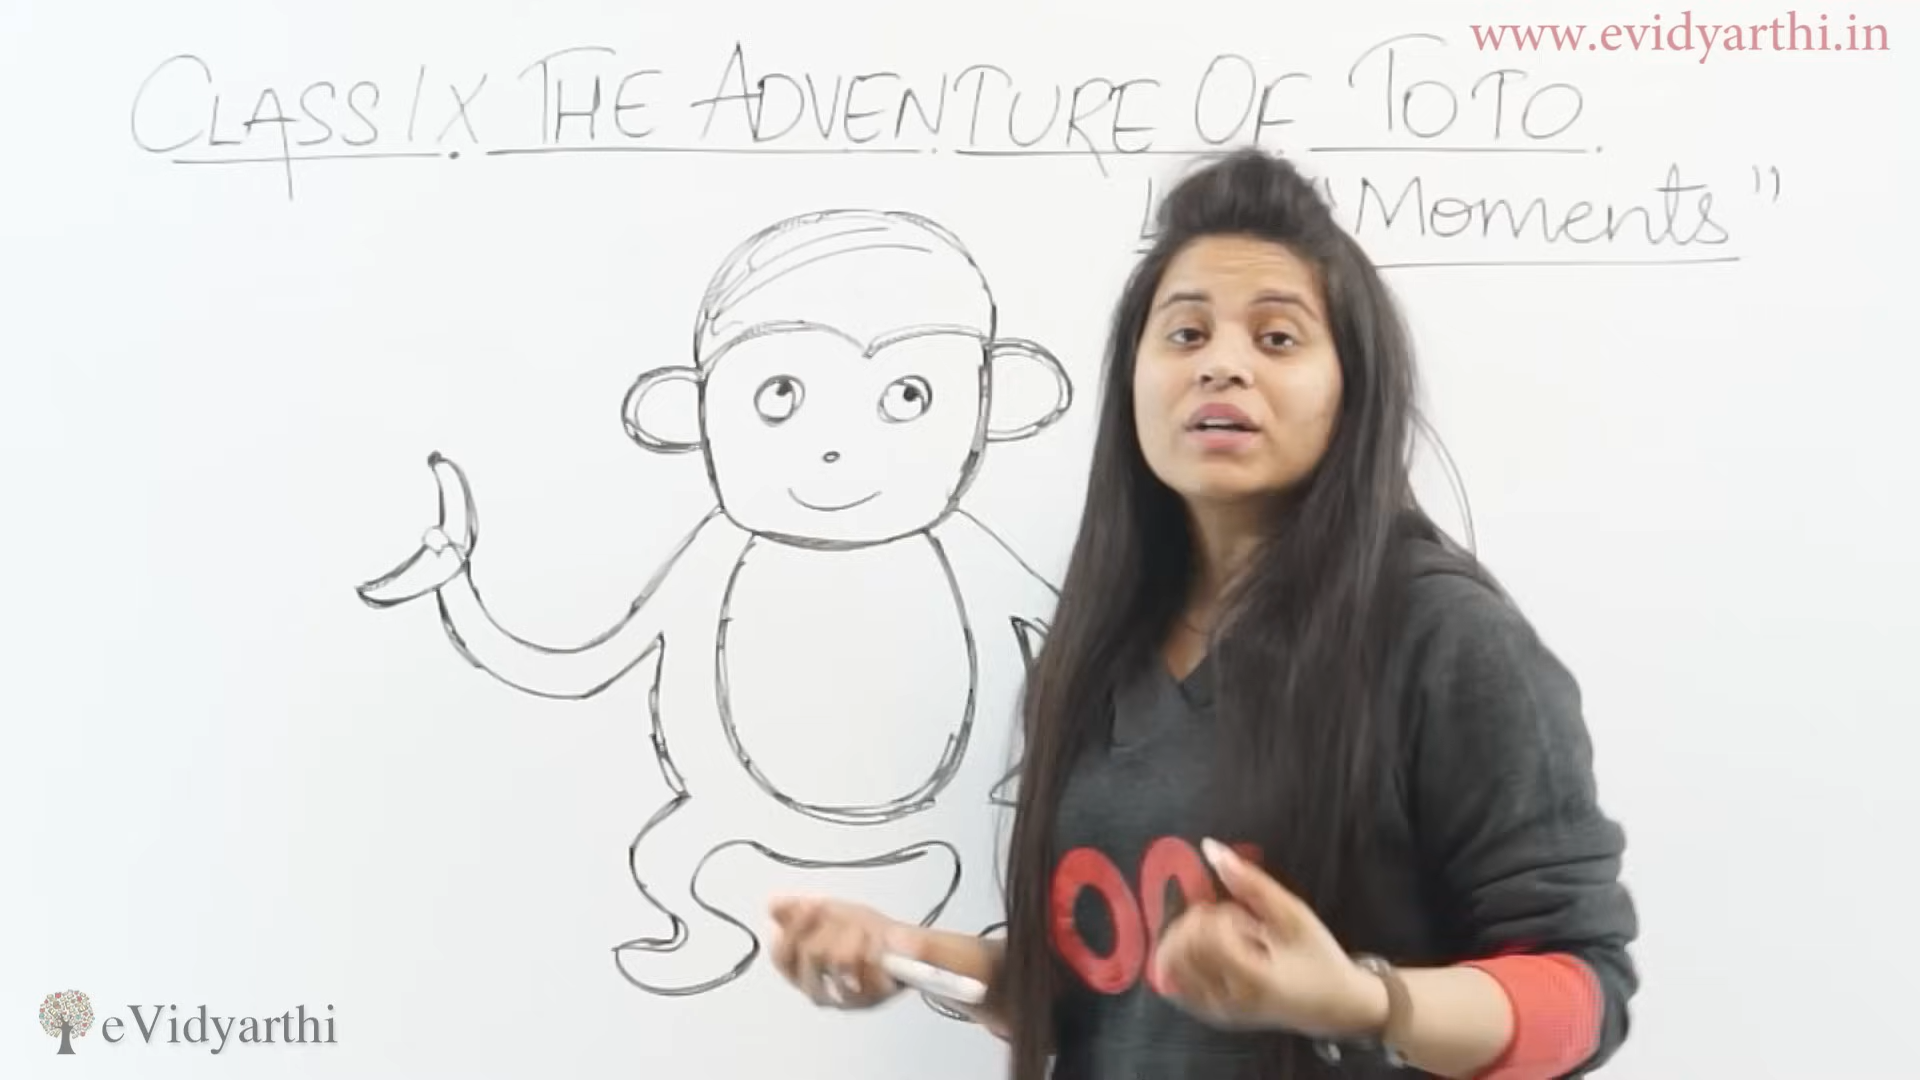 www.evidyarthi.in
CLASS IX THE ADVENTURE OF TOTO.
Moments"
eVidyarthi